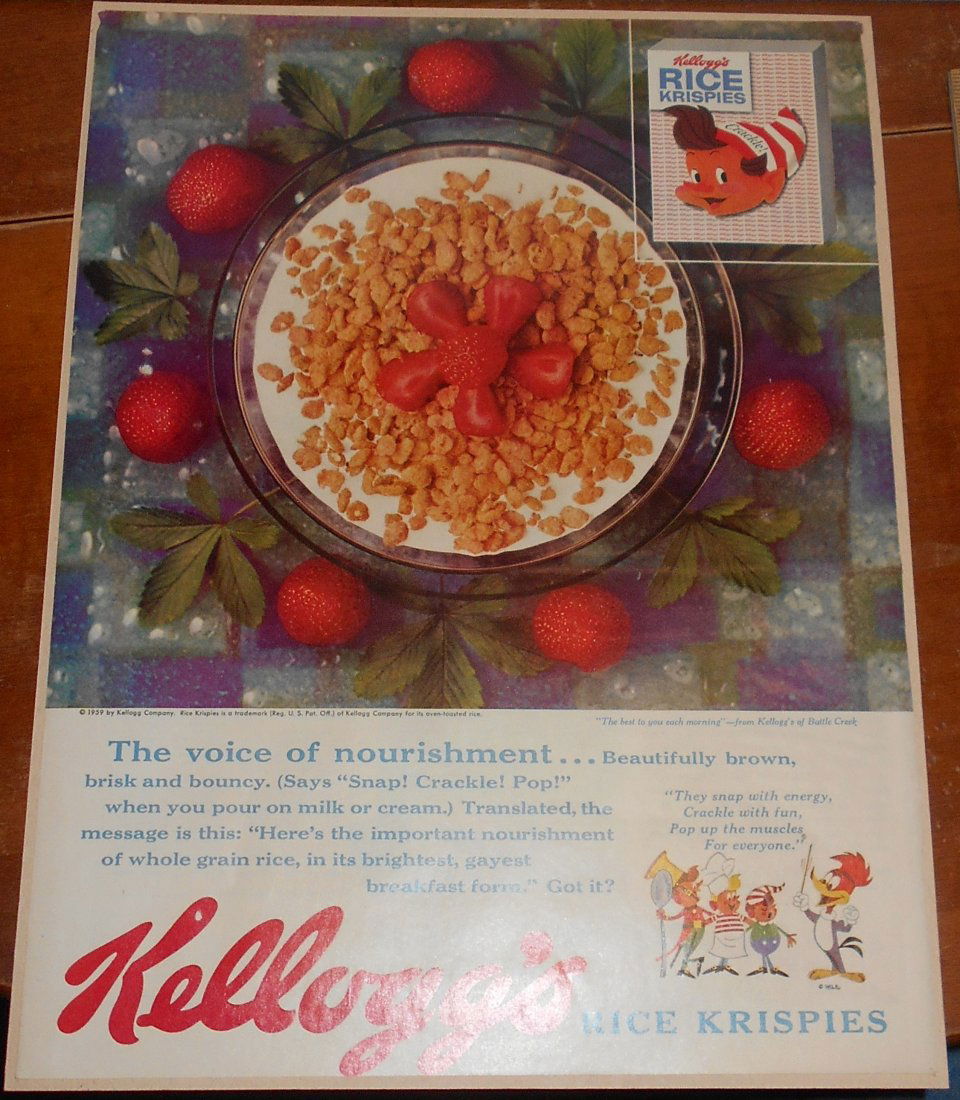 Kellogg's
RICE
KRISPIES
Crackle!
© 1959 by Kellogg Company. Rice Krispies is a trademark (Reg. U. S. Pat. Off.) of Kellogg Company for its oven-toasted rice.
"The best to you each morning"—from Kellogg's of Battle Creek
The voice of nourishment... Beautifully brown,
brisk and bouncy. (Says "Snap! Crackle! Pop!"
when you pour on milk or cream.) Translated, the
message is this: "Here's the important nourishment
of whole grain rice, in its brightest, gayest
breakfast form." Got it?
"They snap with energy,
Crackle with fun,
Pop up the muscles
For everyone."
Kellogg's RICE KRISPIES